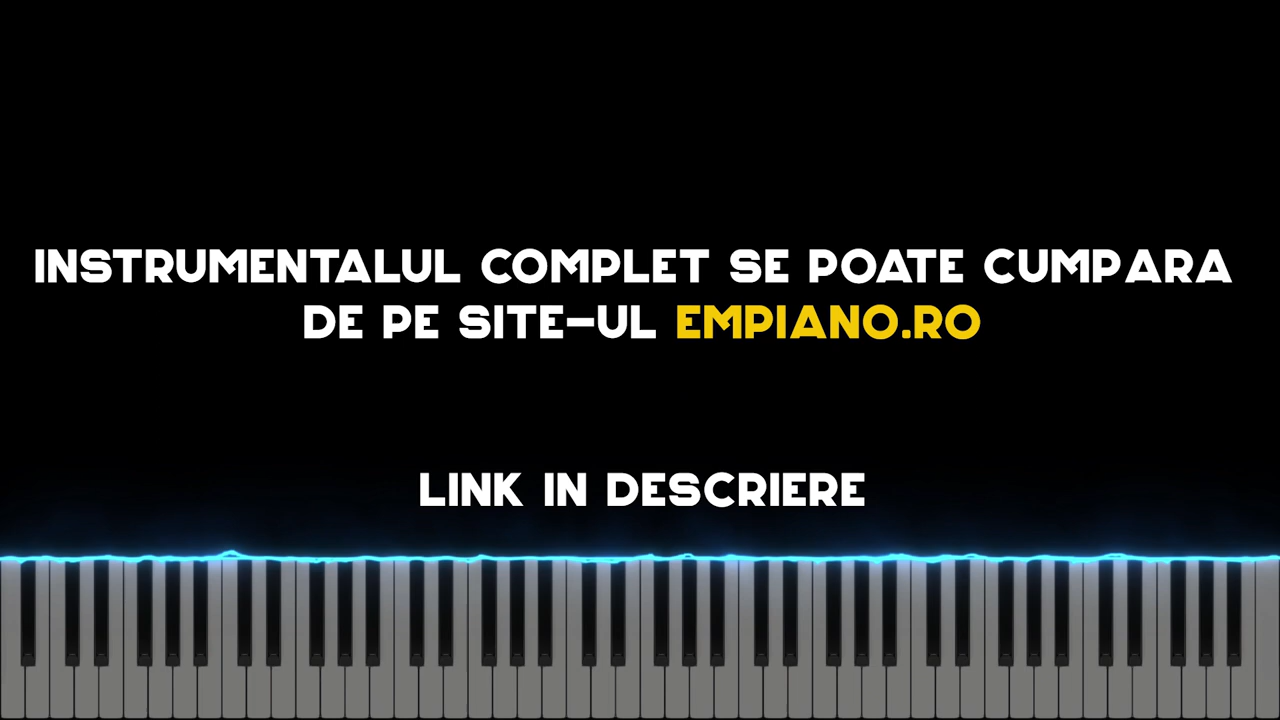 INSTRUMENTALUL COMPLET SE POATE CUMPARA
DE PE SITE-UL EMPIANO.RO
LINK IN DESCRIERE